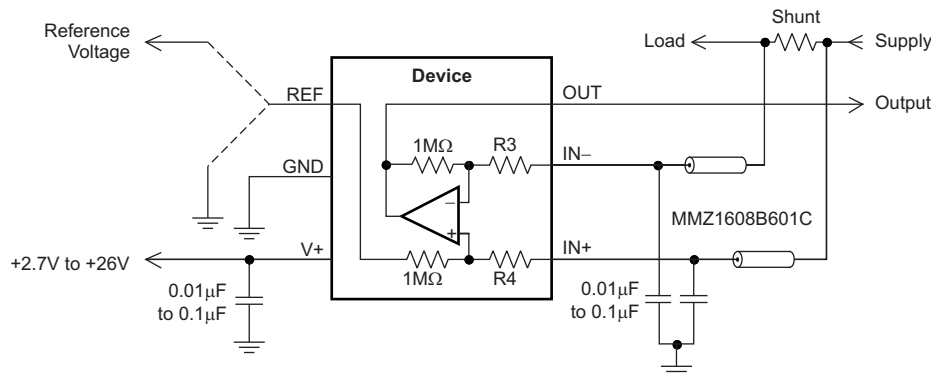 Shunt
Reference
Voltage
Load
Supply
Device
REF
OUT
Output
1MΩ
R3
IN–
GND
–
+
MMZ1608B601C
V+
IN+
+2.7V to +26V
1MΩ
R4
0.01μF
to 0.1μF
0.01μF
to 0.1μF